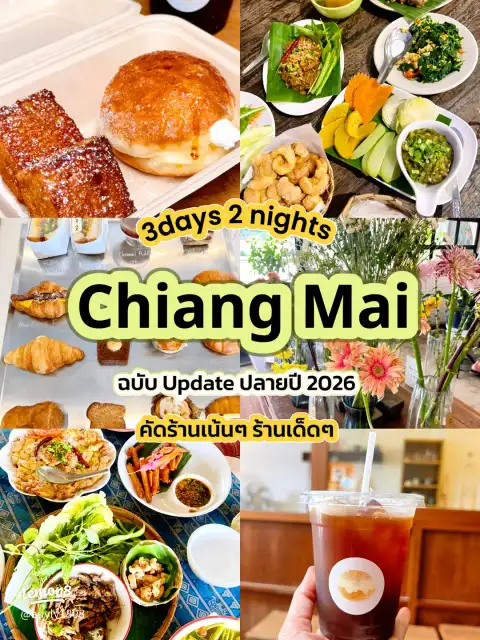 3days 2 nights
Chiang Mai
ฉบับ Update ปลายปี 2026
คัดร้านเน้นๆ ร้านเด็ดๆ
lemon8